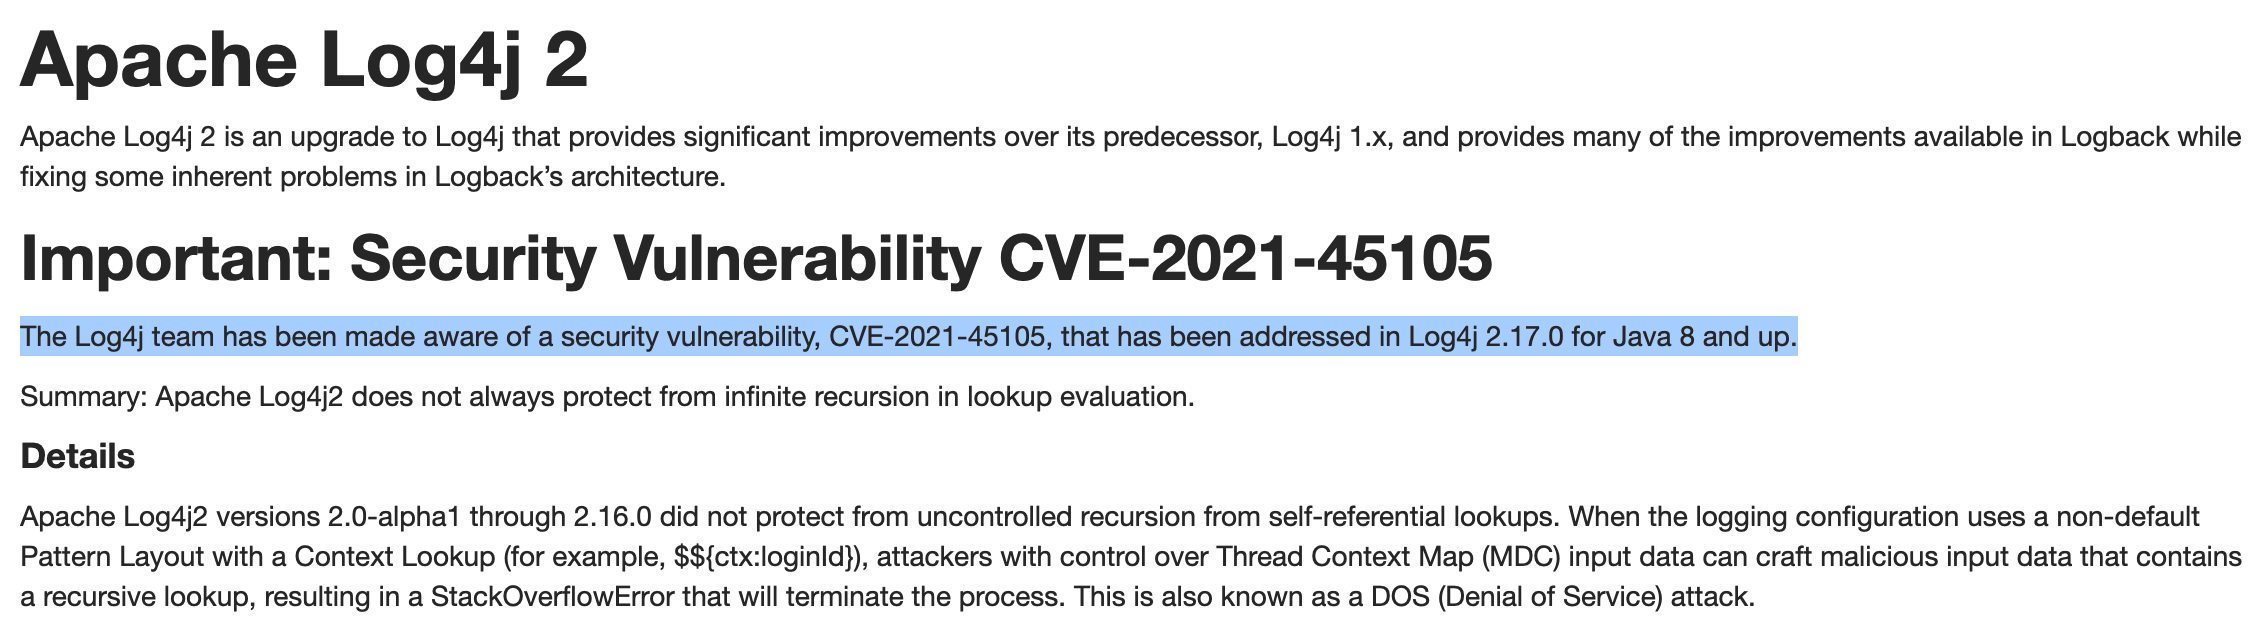 Apache Log4j 2
Apache Log4j 2 is an upgrade to Log4j that provides significant improvements over its predecessor, Log4j 1.x, and provides many of the improvements available in Logback while
fixing some inherent problems in Logback’s architecture.
Important: Security Vulnerability CVE-2021-45105
The Log4j team has been made aware of a security vulnerability, CVE-2021-45105, that has been addressed in Log4j 2.17.0 for Java 8 and up.
Summary: Apache Log4j2 does not always protect from infinite recursion in lookup evaluation.
Details
Apache Log4j2 versions 2.0-alpha1 through 2.16.0 did not protect from uncontrolled recursion from self-referential lookups. When the logging configuration uses a non-default
Pattern Layout with a Context Lookup (for example, $${ctx:loginId}), attackers with control over Thread Context Map (MDC) input data can craft malicious input data that contains
a recursive lookup, resulting in a StackOverflowError that will terminate the process. This is also known as a DOS (Denial of Service) attack.